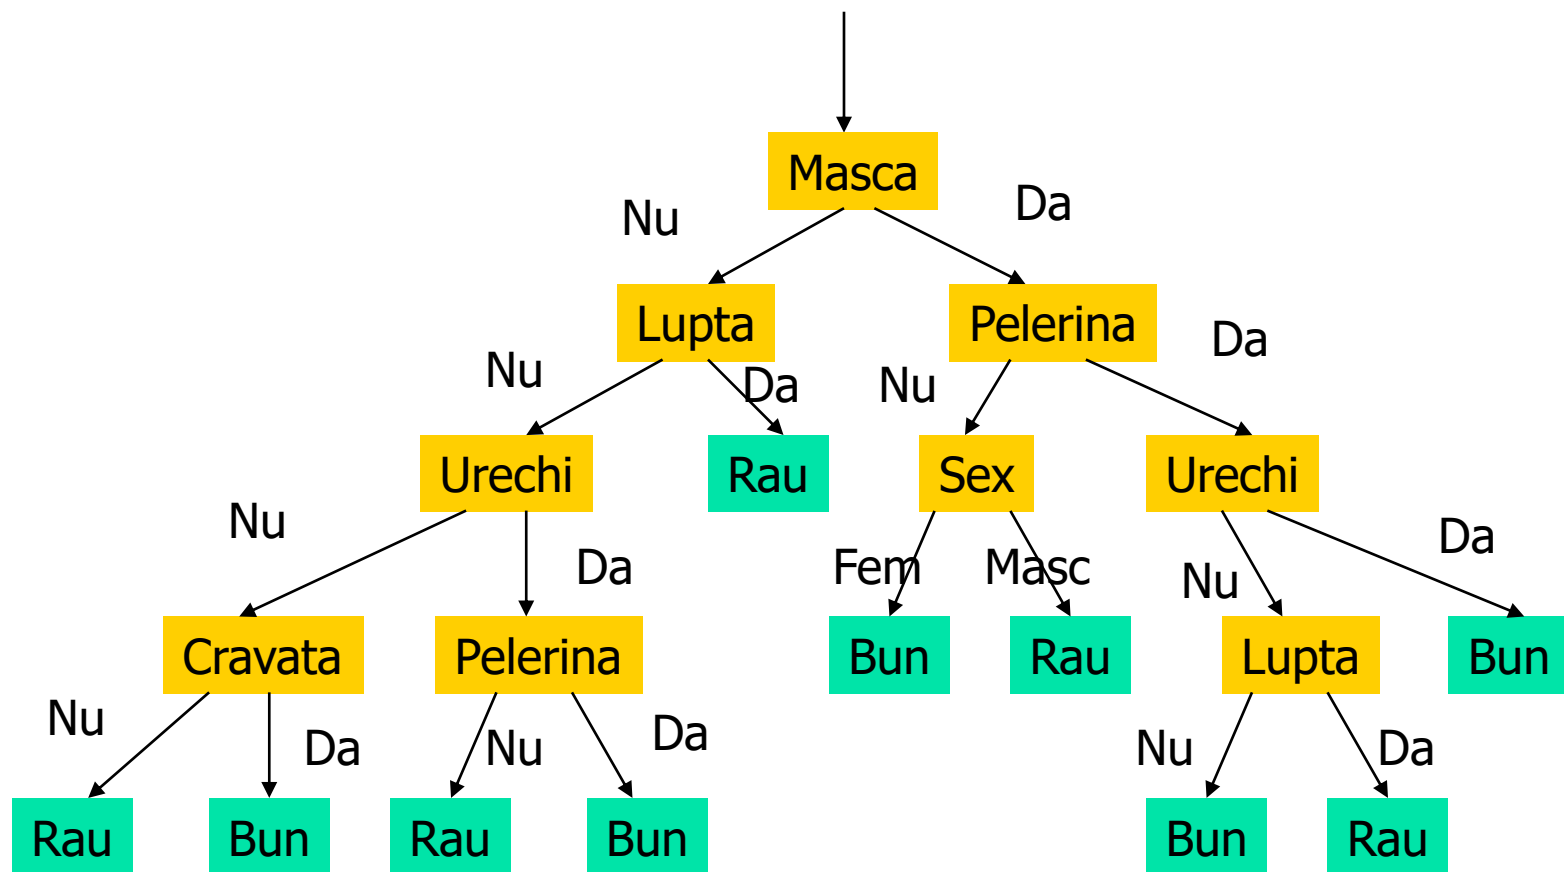 Masca
Nu
Da
Lupta
Pelerina
Nu
Da
Nu
Da
Urechi
Rau
Sex
Urechi
Nu
Da
Fem
Masc
Nu
Da
Cravata
Pelerina
Bun
Rau
Lupta
Bun
Nu
Da
Nu
Da
Nu
Da
Rau
Bun
Rau
Bun
Bun
Rau